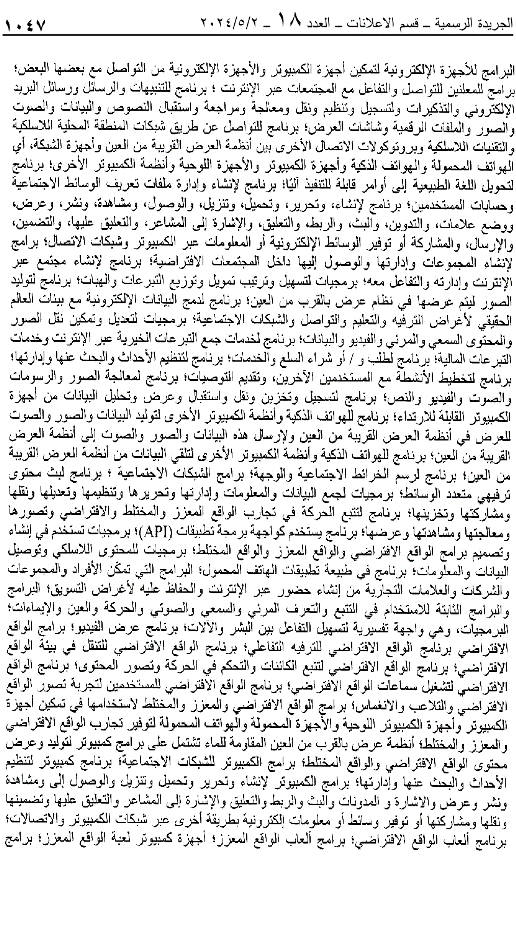 الجريدة الرسمية – قسم الاعلانات – العدد ١٨ – ٢٠٢٤/٥/٢
١٠٤٧
البرامج للأجهزة الإلكترونية لتمكين أجهزة الكمبيوتر والأجهزة الإلكترونية من التواصل مع بعضها البعض؛
برامج للمعلنين للتواصل والتفاعل مع المجتمعات عبر الإنترنت ؛ برنامج للتنبيهات والرسائل ورسائل البريد
الإلكتروني والتذكيرات ولتسجيل وتنظيم ونقل ومعالجة ومراجعة واستقبال النصوص والبيانات والصوت
والصور والملفات الرقمية وشاشات العرض؛ برنامج للتواصل عن طريق شبكات المنطقة المحلية اللاسلكية
والتقنيات اللاسلكية وبروتوكولات الاتصال الأخرى بين أنظمة العرض القريبة من العين وأجهزة الشبكة، أي
الهواتف المحمولة والهواتف الذكية وأجهزة الكمبيوتر والأجهزة اللوحية وأنظمة الكمبيوتر الأخرى؛ برنامج
لتحويل اللغة الطبيعية إلى أوامر قابلة للتنفيذ آليًا؛ برنامج لإنشاء وإدارة ملفات تعريف الوسائط الاجتماعية
وحسابات المستخدمين؛ برنامج لإنشاء، وتحرير، وتحميل، وتنزيل، والوصول، ومشاهدة، ونشر، وعرض،
ووضع علامات، والتدوين، والبث، والربط، والتعليق، والإشارة إلى المشاعر، والتعليق عليها، والتضمين،
والإرسال، والمشاركة أو توفير الوسائط الإلكترونية أو المعلومات عبر الكمبيوتر وشبكات الاتصال؛ برامج
لإنشاء المجموعات وإدارتها والوصول إليها داخل المجتمعات الافتراضية؛ برنامج لإنشاء مجتمع عبر
الإنترنت وإدارته والتفاعل معه؛ برمجيات لتسهيل وترتيب تمويل وتوزيع التبرعات والهبات؛ برنامج لتوليد
الصور ليتم عرضها في نظام عرض بالقرب من العين؛ برنامج لدمج البيانات الإلكترونية مع بيئات العالم
الحقيقي لأغراض الترفيه والتعليم والتواصل والشبكات الاجتماعية؛ برمجيات لتعديل وتمكين نقل الصور
والمحتوى السمعي والمرئي والفيديو والبيانات؛ برنامج لخدمات جمع التبرعات الخيرية عبر الإنترنت وخدمات
التبرعات المالية؛ برنامج لطلب و / أو شراء السلع والخدمات؛ برنامج لتنظيم الأحداث والبحث عنها وإدارتها؛
برنامج لتخطيط الأنشطة مع المستخدمين الآخرين، وتقديم التوصيات؛ برنامج لمعالجة الصور والرسومات
والصوت والفيديو والنص؛ برنامج لتسجيل وتخزين ونقل واستقبال وعرض وتحليل البيانات من أجهزة
الكمبيوتر القابلة للارتداء؛ برنامج للهواتف الذكية وأنظمة الكمبيوتر الأخرى لتوليد البيانات والصور والصوت
للعرض في أنظمة العرض القريبة من العين ولإرسال هذه البيانات والصور والصوت إلى أنظمة العرض
القريبة من العين؛ برنامج للهواتف الذكية وأنظمة الكمبيوتر الأخرى لتلقي البيانات من أنظمة العرض القريبة
من العين؛ برنامج لرسم الخرائط الاجتماعية والوجهة؛ برامج الشبكات الاجتماعية ؛ برنامج لبث محتوى
ترفيهي متعدد الوسائط؛ برمجيات لجمع البيانات والمعلومات وإدارتها وتحريرها وتنظيمها وتعديلها ونقلها
ومشاركتها وتخزينها؛ برنامج لتتبع الحركة في تجارب الواقع المعزز والمختلط والافتراضي وتصورها
ومعالجتها ومشاهدتها وعرضها؛ برنامج يستخدم كواجهة برمجة تطبيقات (API)؛ برمجيات تستخدم في إنشاء
وتصميم برامج الواقع الافتراضي والواقع المعزز والواقع المختلط؛ برمجيات للمحتوى اللاسلكي وتوصيل
البيانات والمعلومات؛ برنامج في طبيعة تطبيقات الهاتف المحمول؛ البرامج التي تمكّن الأفراد والمجموعات
والشركات والعلامات التجارية من إنشاء حضور عبر الإنترنت والحفاظ عليه لأغراض التسويق؛ البرامج
والبرامج الثابتة للاستخدام في التتبع والتعرف المرئي والسمعي والصوتي والحركة والعين والإيماءات؛
البرمجيات، وهي واجهة تفسيرية لتسهيل التفاعل بين البشر والآلات؛ برنامج عرض الفيديو؛ برنامج الواقع
الافتراضي برنامج الواقع الافتراضي للترفيه التفاعلي؛ برنامج الواقع الافتراضي للتنقل في بيئة الواقع
الافتراضي؛ برنامج الواقع الافتراضي لتتبع الكائنات والتحكم في الحركة وتصور المحتوى؛ برنامج الواقع
الافتراضي لتشغيل سماعات الواقع الافتراضي؛ برنامج الواقع الافتراضي للمستخدمين لتجربة تصور الواقع
الافتراضي والتلاعب والانغماس؛ برامج الواقع الافتراضي والمعزز والمختلط لاستخدامها في تمكين أجهزة
الكمبيوتر وأجهزة الكمبيوتر اللوحية والأجهزة المحمولة والهواتف المحمولة لتوفير تجارب الواقع الافتراضي
والمعزز والمختلط؛ أنظمة عرض بالقرب من العين المقاومة للماء تشتمل على برامج كمبيوتر لتوليد وعرض
محتوى الواقع الافتراضي والواقع المختلط؛ برامج الكمبيوتر للشبكات الاجتماعية؛ برنامج كمبيوتر لتنظيم
الأحداث والبحث عنها وإدارتها؛ برامج الكمبيوتر لإنشاء وتحرير وتحميل وتنزيل والوصول إلى ومشاهدة
ونشر وعرض والاشارة و المدونات والبث والربط والتعليق والإشارة إلى المشاعر والتعليق عليها وتضمينها
ونقلها ومشاركتها أو توفير وسائط أو معلومات إلكترونية بطريقة أخرى عبر شبكات الكمبيوتر والاتصالات؛
برنامج ألعاب الواقع الافتراضي؛ برامج ألعاب الواقع المعزز؛ أجهزة كمبيوتر لعبة الواقع المعزز؛ برامج